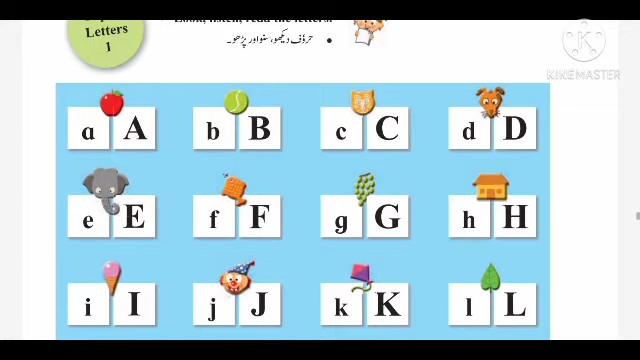 Look, listen, read the letters.
Letters
1
حروف دیکھو، سنو اور پڑھو۔
KINEMASTER
a A b B c C d D
e E f F g G h H
i I j J k K l L